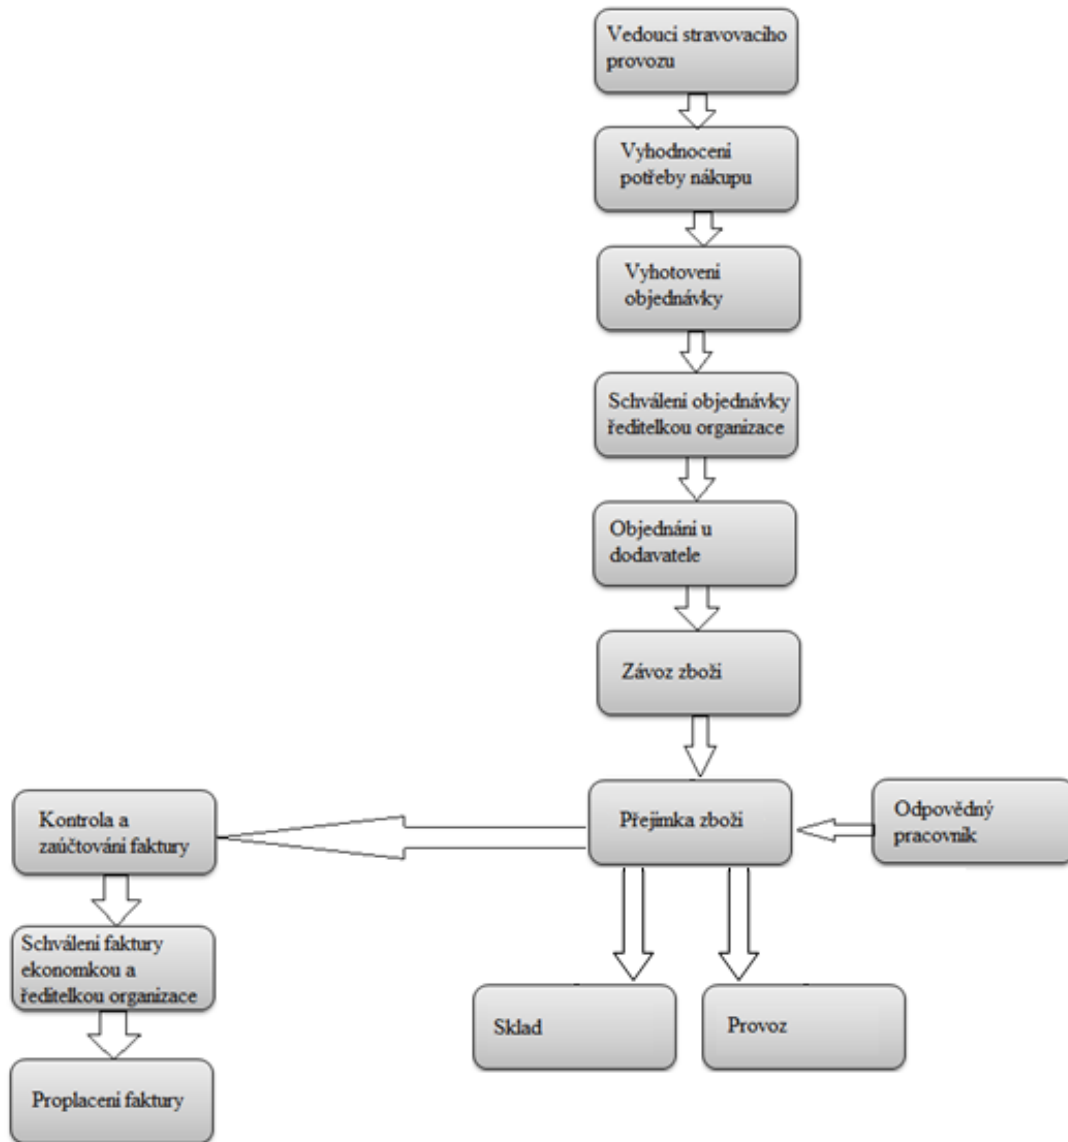 Vedoucí stravovacího
provozu
Vyhodnocení
potřeby nákupu
Vyhotovení
objednávky
Schválení objednávky
ředitelkou organizace
Objednání u
dodavatele
Závoz zboží
Přejímka zboží
Odpovědný
pracovník
Kontrola a
zaúčtování faktury
Schválení faktury
ekonomkou a
ředitelkou organizace
Proplacení faktury
Sklad
Provoz